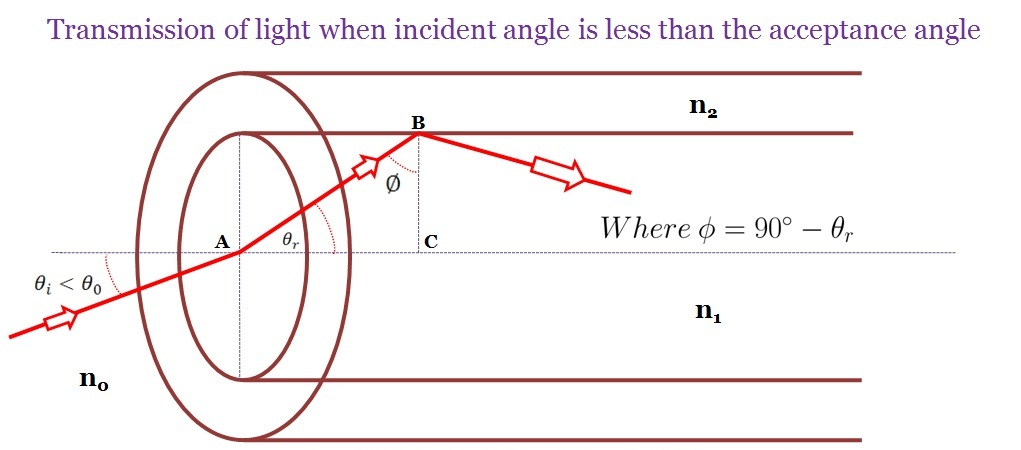 Transmission of light when incident angle is less than the acceptance angle
n₂
B
Ø
Where ϕ = 90° − θᵣ
A
θᵣ
C
θᵢ < θ₀
n₁
n₀